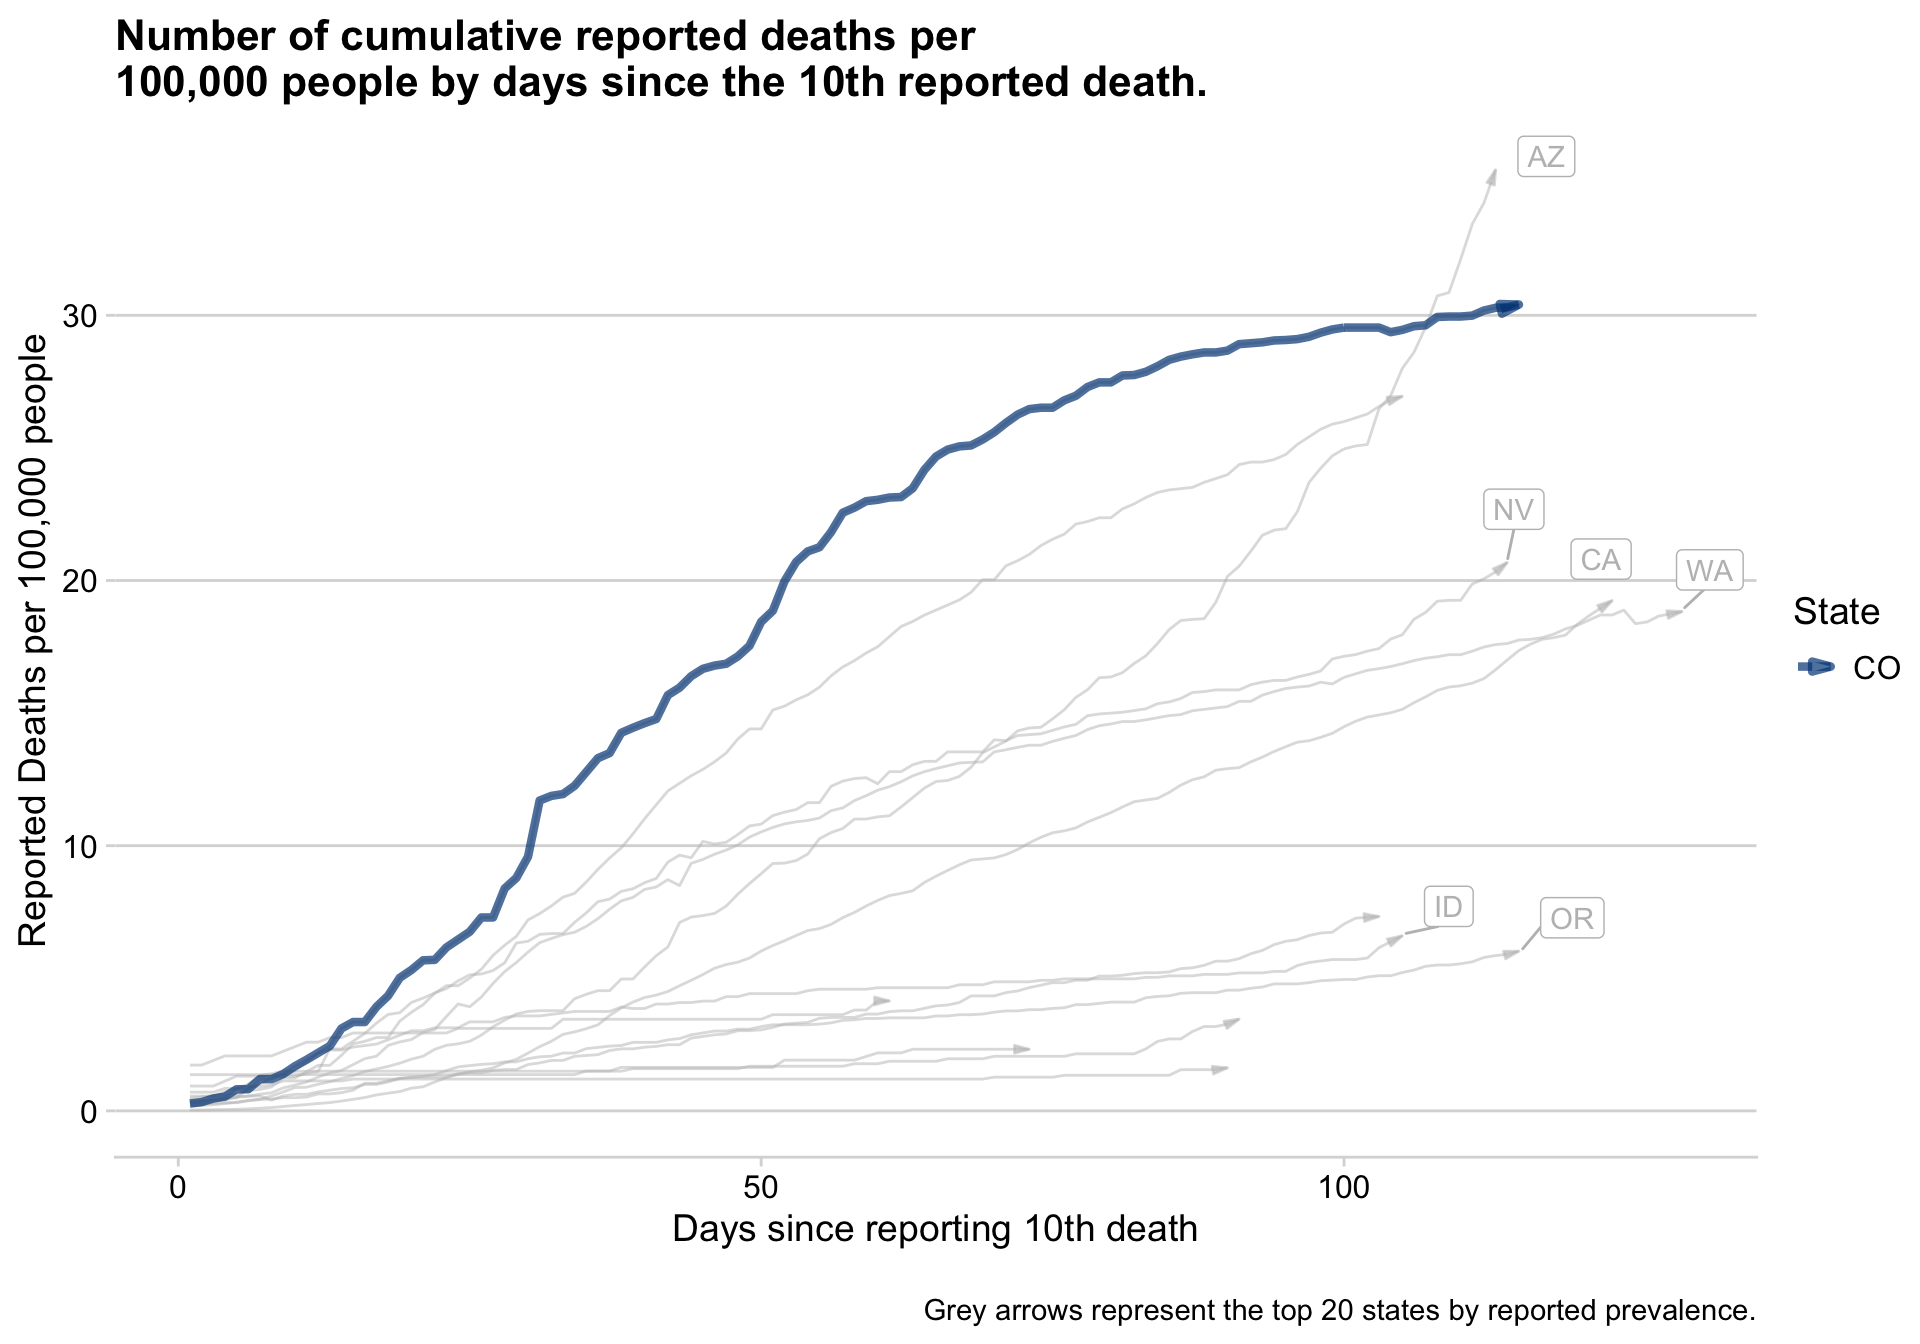 Number of cumulative reported deaths per
100,000 people by days since the 10th reported death.
AZ
30
NV
CA
WA
20
State
CO
10
ID
OR
0
Reported Deaths per 100,000 people
0
50
100
Days since reporting 10th death
Grey arrows represent the top 20 states by reported prevalence.